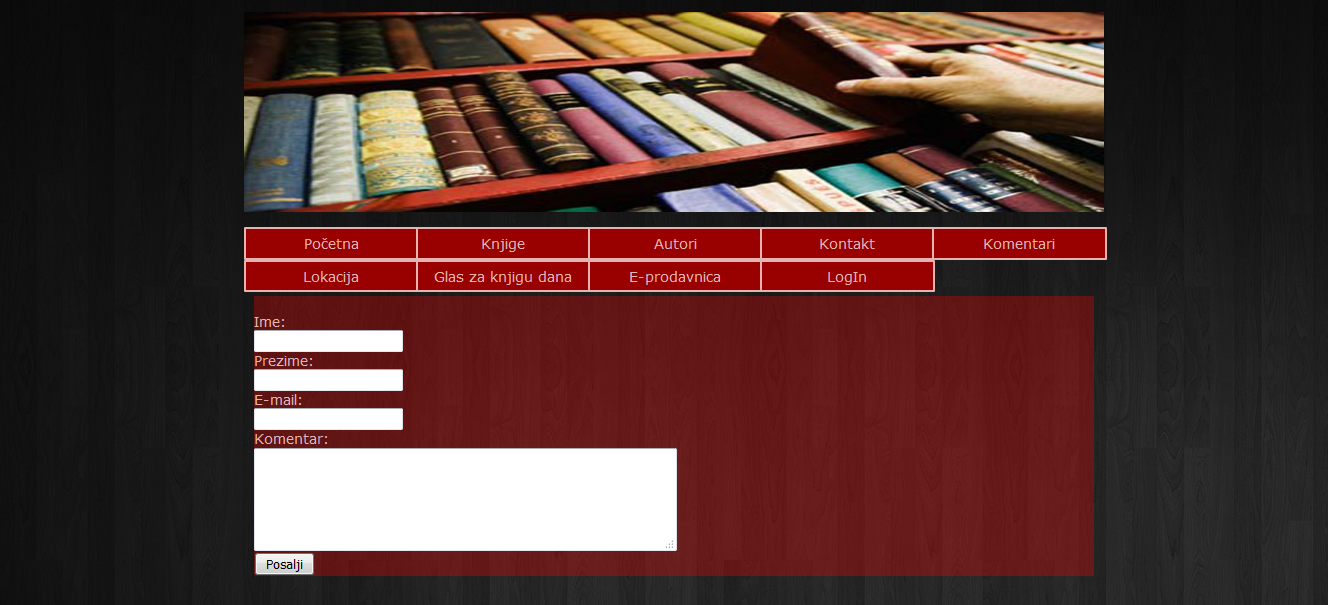 Početna Knjige Autori Kontakt Komentari
Lokacija Glas za knjigu dana E-prodavnica LogIn
Ime:
Prezime:
E-mail:
Komentar:
Posalji